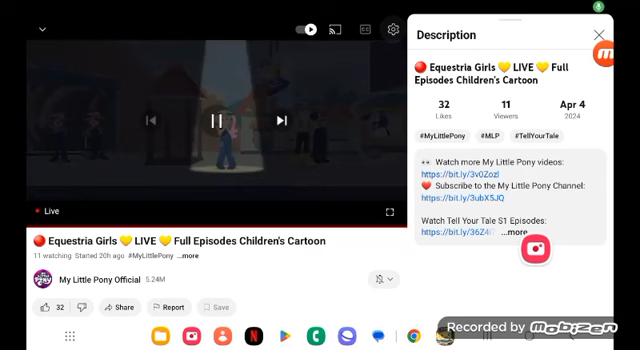 Description
🔴 Equestria Girls 💛 LIVE 💛 Full
Episodes Children's Cartoon
32
Likes
11
Viewers
Apr 4
2024
#MyLittlePony
#MLP
#TellYourTale
👀 Watch more My Little Pony videos:
https://bit.ly/3v0Zozl
❤️ Subscribe to the My Little Pony Channel:
https://bit.ly/3ubX5JQ
Watch Tell Your Tale S1 Episodes:
...more
Live
🔴 Equestria Girls 💛 LIVE 💛 Full Episodes Children's Cartoon
11 watching Started 20h ago #MyLittlePony ...more
My Little Pony Official 5.24M
32
Share
Report
Save
Recorded by Mobizen